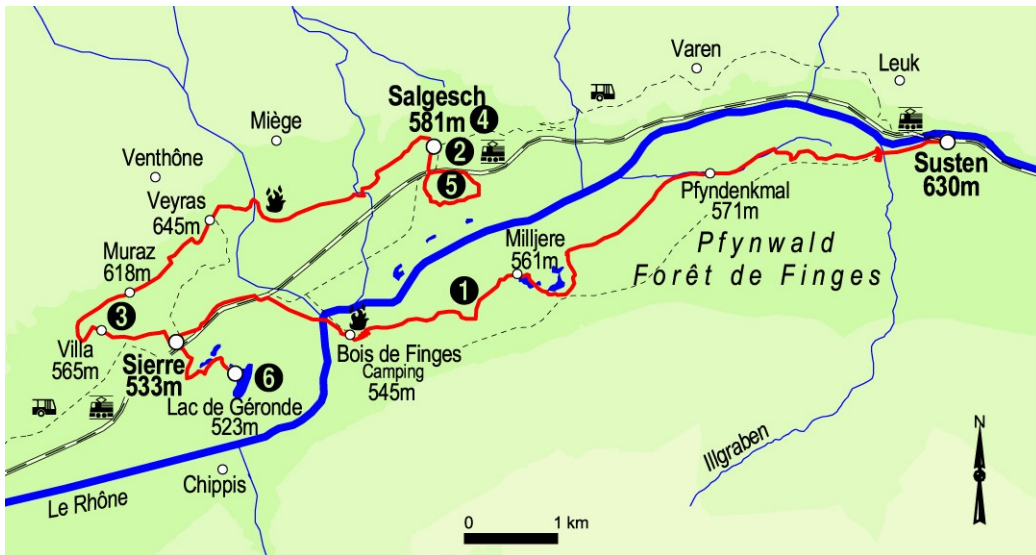 Varen
Leuk
Salgesch
581m 4
Miège
2
Susten
630m
Venthône
5
Veyras
645m
Pfyndenkmal
571m
Muraz
618m
Milljere
561m
Pfynwald
Forêt de Finges
1
3
Villa
565m
Sierre
533m
Bois de Finges
Camping
545m
6
Lac de Géronde
523m
Illgraben
N
Chippis
Le Rhône
0 1 km